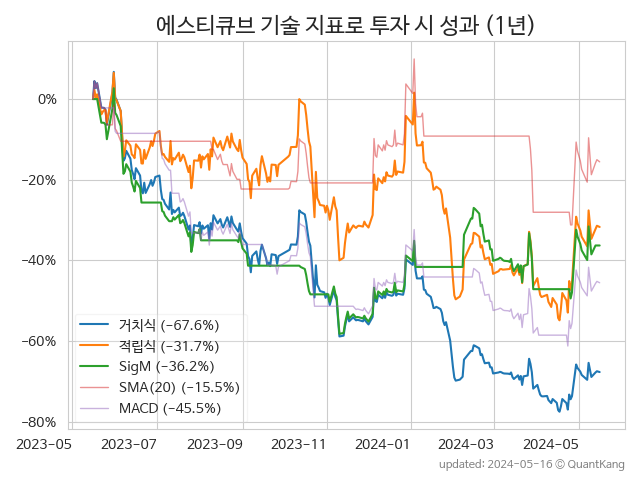 에스티큐브 기술 지표로 투자 시 성과 (1년)
0%
−20%
−40%
−60%
−80%
거치식 (−67.6%)
적립식 (−31.7%)
SigM (−36.2%)
SMA(20) (−15.5%)
MACD (−45.5%)
2023-05
2023-07
2023-09
2023-11
2024-01
2024-03
2024-05
updated: 2024-05-16 © QuantKang